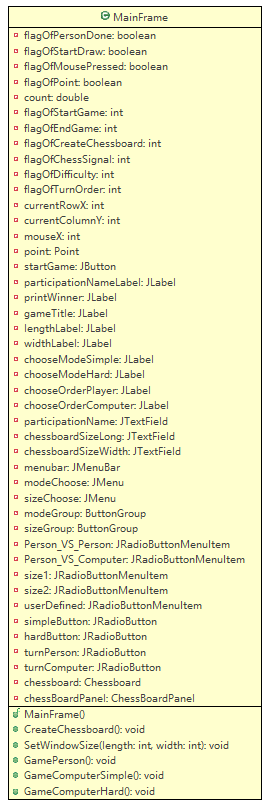 MainFrame
flagOfPersonDone: boolean
flagOfStartDraw: boolean
flagOfMousePressed: boolean
flagOfPoint: boolean
count: double
flagOfStartGame: int
flagOfEndGame: int
flagOfCreateChessboard: int
flagOfChessSignal: int
flagOfDifficulty: int
flagOfTurnOrder: int
currentRowX: int
currentColumnY: int
mouseX: int
point: Point
startGame: JButton
participationNameLabel: JLabel
printWinner: JLabel
gameTitle: JLabel
lengthLabel: JLabel
widthLabel: JLabel
chooseModeSimple: JLabel
chooseModeHard: JLabel
chooseOrderPlayer: JLabel
chooseOrderComputer: JLabel
participationName: JTextField
chessboardSizeLong: JTextField
chessboardSizeWidth: JTextField
menubar: JMenuBar
modeChoose: JMenu
sizeChoose: JMenu
modeGroup: ButtonGroup
sizeGroup: ButtonGroup
Person_VS_Person: JRadioButtonMenuItem
Person_VS_Computer: JRadioButtonMenuItem
size1: JRadioButtonMenuItem
size2: JRadioButtonMenuItem
userDefined: JRadioButtonMenuItem
simpleButton: JRadioButton
hardButton: JRadioButton
turnPerson: JRadioButton
turnComputer: JRadioButton
chessboard: Chessboard
chessBoardPanel: ChessBoardPanel
MainFrame()
CreateChessboard(): void
SetWindowSize(length: int, width: int): void
GamePerson(): void
GameComputerSimple(): void
GameComputerHard(): void